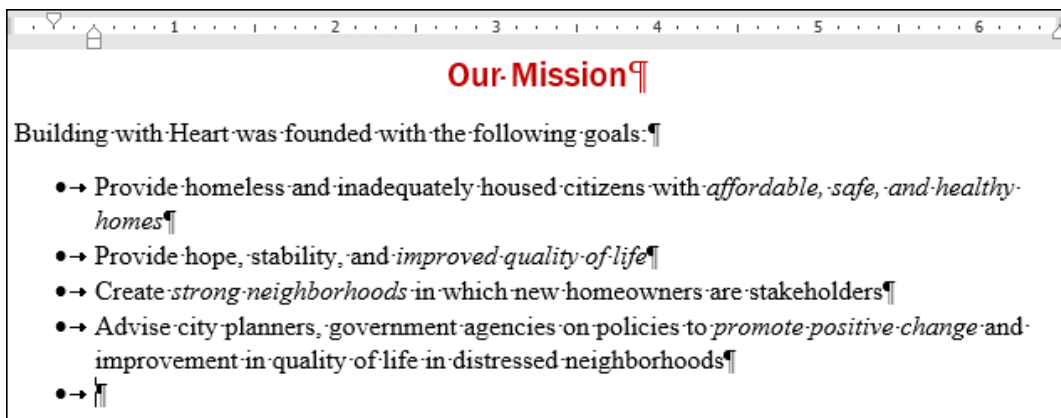 1 2 3 4 5 6
Our Mission¶
Building with Heart was founded with the following goals:¶
•→ Provide homeless and inadequately housed citizens with affordable, safe, and healthy
homes¶
•→ Provide hope, stability, and improved quality of life¶
•→ Create strong neighborhoods in which new homeowners are stakeholders¶
•→ Advise city planners, government agencies on policies to promote positive change and
improvement in quality of life in distressed neighborhoods¶
•→ ¶